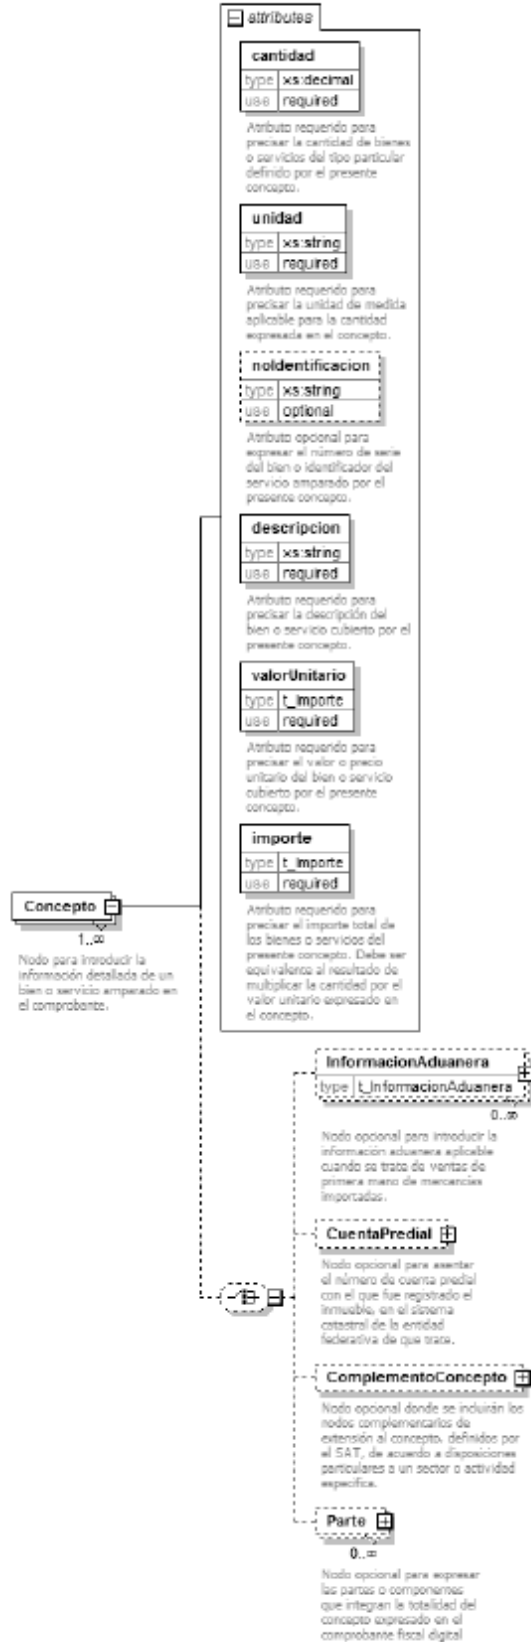 attributes
cantidad
type xs:decimal
use required
Atributo requerido para
precisar la cantidad de bienes
o servicios del tipo particular
definido por el presente
concepto.
unidad
type xs:string
use required
Atributo requerido para
precisar la unidad de medida
aplicable para la cantidad
expresada en el concepto.
noIdentificacion
type xs:string
use optional
Atributo opcional para
expresar el número de serie
del bien o identificador del
servicio amparado por el
presente concepto.
descripcion
type xs:string
use required
Atributo requerido para
precisar la descripción del
bien o servicio cubierto por el
presente concepto.
valorUnitario
type t_Importe
use required
Atributo requerido para
precisar el valor o precio
unitario del bien o servicio
cubierto por el presente
concepto.
importe
type t_Importe
use required
Atributo requerido para
precisar el importe total de
los bienes o servicios del
presente concepto. Debe ser
equivalente al resultado de
multiplicar la cantidad por el
valor unitario expresado en
el concepto.
Concepto
1..∞
Nodo para introducir la
información detallada de un
bien o servicio amparado en
el comprobante.
InformacionAduanera
type t_InformacionAduanera
0..∞
Nodo opcional para introducir la
información aduanera aplicable
cuando se trate de ventas de
primera mano de mercancías
importadas.
CuentaPredial
Nodo opcional para asentar
el número de cuenta predial
con el que fue registrado el
inmueble, en el sistema
catastral de la entidad
federativa de que trate.
ComplementoConcepto
Nodo opcional donde se incluirán los
nodos complementarios de
extensión al concepto, definidos por
el SAT, de acuerdo a disposiciones
particulares a un sector o actividad
especifica.
Parte
0..∞
Nodo opcional para expresar
las partes o componentes
que integran la totalidad del
concepto expresado en el
comprobante fiscal digital